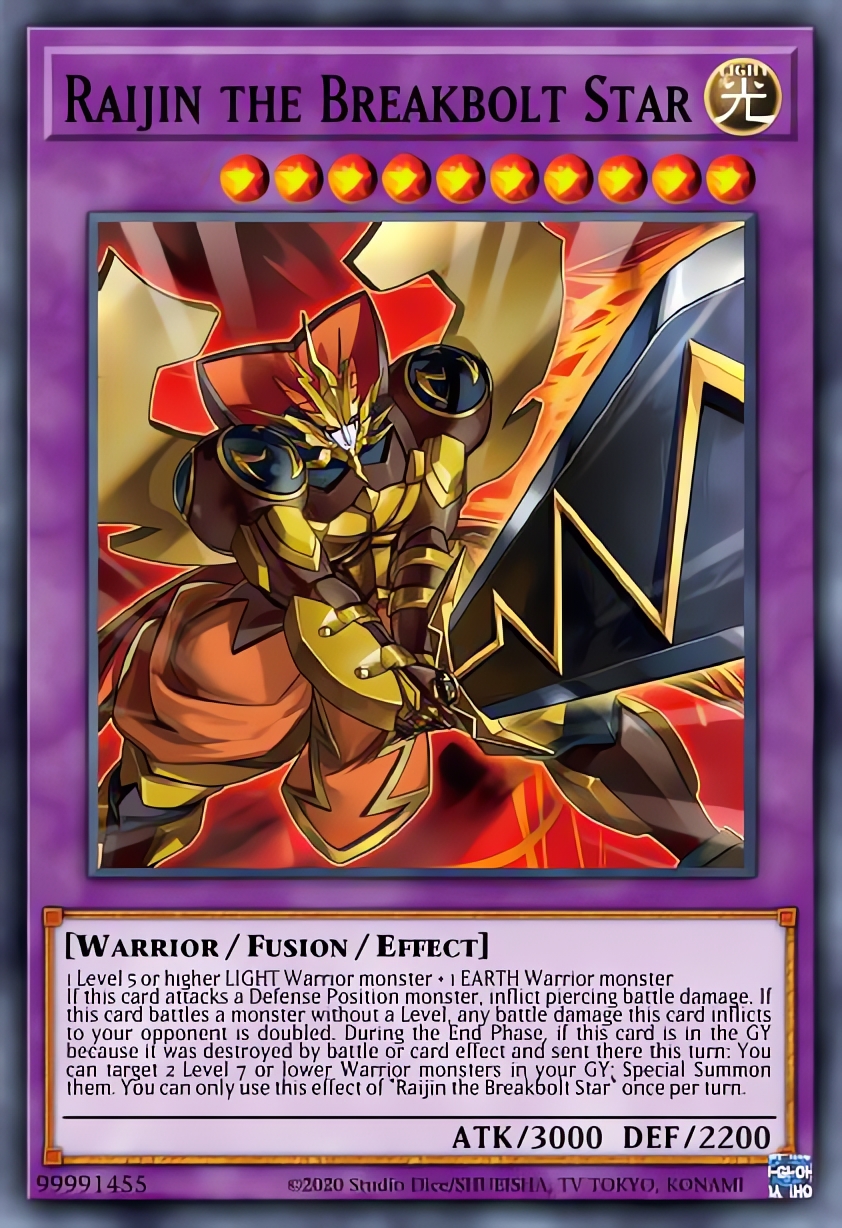 Raijin the Breakbolt Star
LIGHT
光
[Warrior / Fusion / Effect]
1 Level 5 or higher LIGHT Warrior monster + 1 EARTH Warrior monster
If this card attacks a Defense Position monster, inflict piercing battle damage. If
this card battles a monster without a Level, any battle damage this card inflicts
to your opponent is doubled. During the End Phase, if this card is in the GY
because it was destroyed by battle or card effect and sent there this turn: You
can target 2 Level 7 or lower Warrior monsters in your GY; Special Summon
them. You can only use this effect of "Raijin the Breakbolt Star" once per turn.
ATK/3000 DEF/2200
99991455
©2020 Studio Dice/SHUEISHA, TV TOKYO, KONAMI